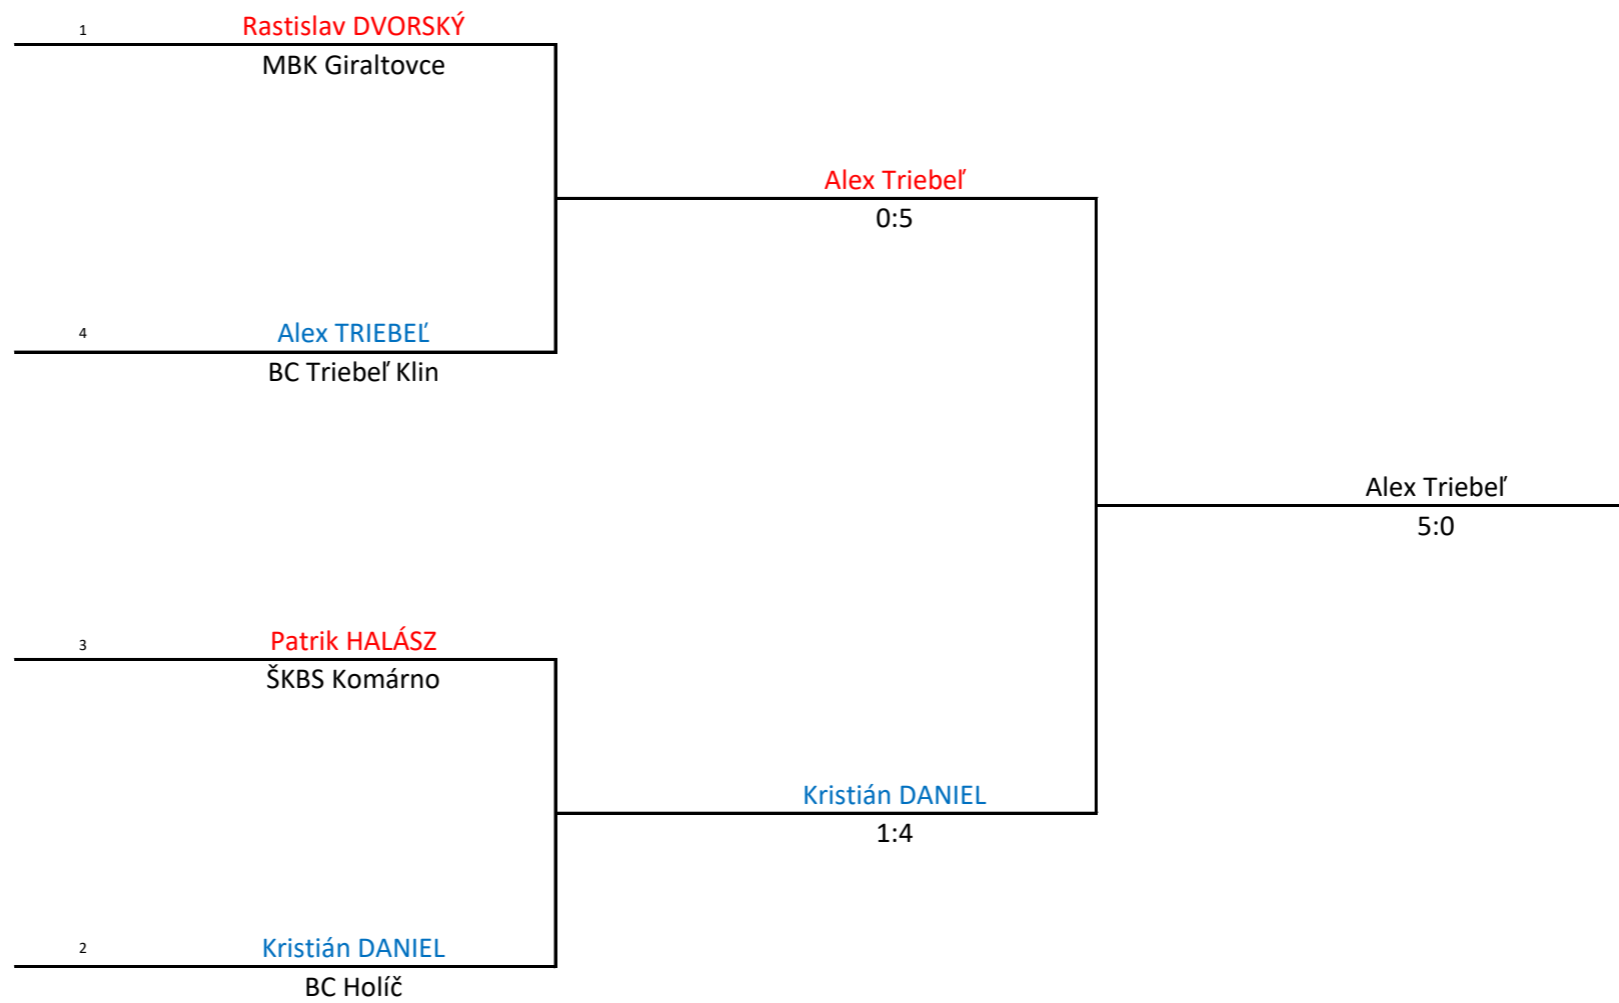 1
Rastislav DVORSKÝ
MBK Giraltovce
Alex Triebeľ
0:5
4
Alex TRIEBEĽ
BC Triebeľ Klin
Alex Triebeľ
5:0
3
Patrik HALÁSZ
ŠKBS Komárno
Kristián DANIEL
1:4
2
Kristián DANIEL
BC Holíč